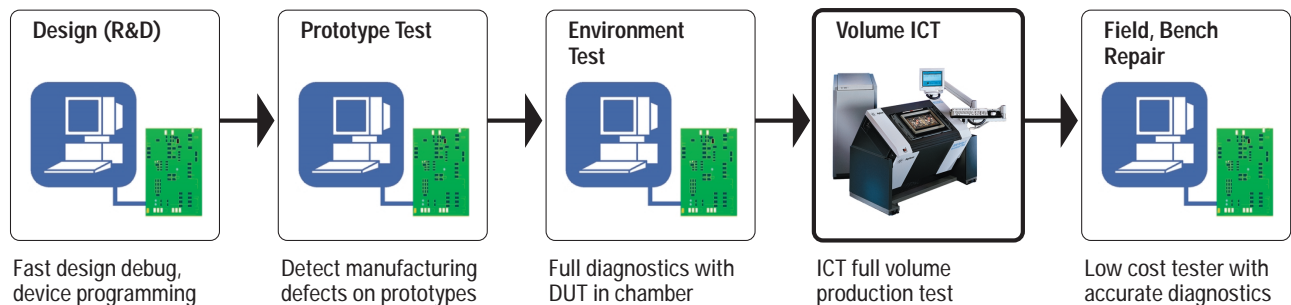 Design (R&D)
Prototype Test
Environment
Test
Volume ICT
Field, Bench
Repair
Fast design debug,
device programming
Detect manufacturing
defects on prototypes
Full diagnostics with
DUT in chamber
ICT full volume
production test
Low cost tester with
accurate diagnostics